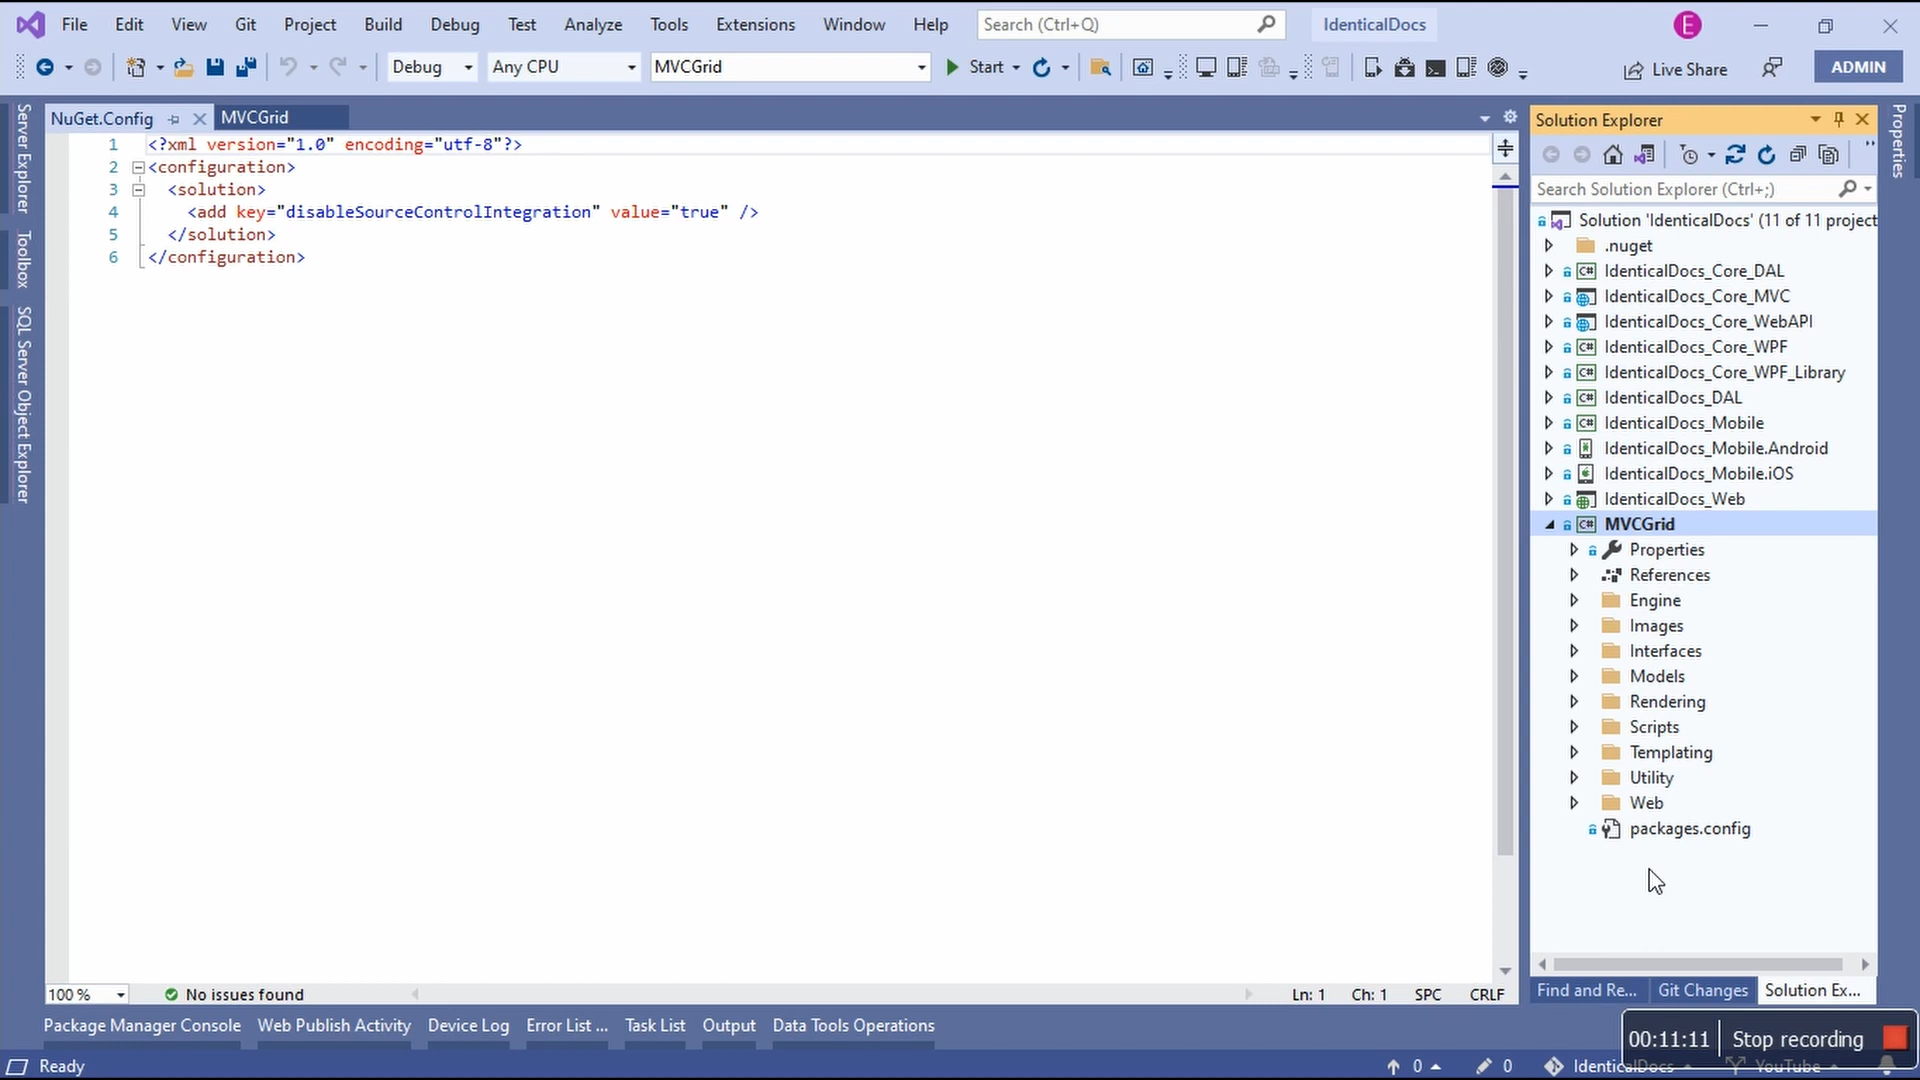 File Edit View Git Project Build Debug Test Analyze Tools Extensions Window Help Search (Ctrl+Q) IdenticalDocs E
Debug Any CPU MVCGrid Start Live Share ADMIN
NuGet.Config MVCGrid
1 <?xml version="1.0" encoding="utf-8"?>
2 <configuration>
3 <solution>
4 <add key="disableSourceControlIntegration" value="true" />
5 </solution>
6 </configuration>
Server Explorer
Toolbox
SQL Server Object Explorer
Solution Explorer
Search Solution Explorer (Ctrl+;)
Solution 'IdenticalDocs' (11 of 11 project
.nuget
C# IdenticalDocs_Core_DAL
IdenticalDocs_Core_MVC
IdenticalDocs_Core_WebAPI
C# IdenticalDocs_Core_WPF
C# IdenticalDocs_Core_WPF_Library
C# IdenticalDocs_DAL
C# IdenticalDocs_Mobile
IdenticalDocs_Mobile.Android
IdenticalDocs_Mobile.iOS
IdenticalDocs_Web
C# MVCGrid
Properties
References
Engine
Images
Interfaces
Models
Rendering
Scripts
Templating
Utility
Web
packages.config
Properties
100 % No issues found Ln: 1 Ch: 1 SPC CRLF
Find and Re... Git Changes Solution Ex...
Package Manager Console Web Publish Activity Device Log Error List ... Task List Output Data Tools Operations
00:11:11 Stop recording
Ready 0 0 IdenticalDocs YouTube